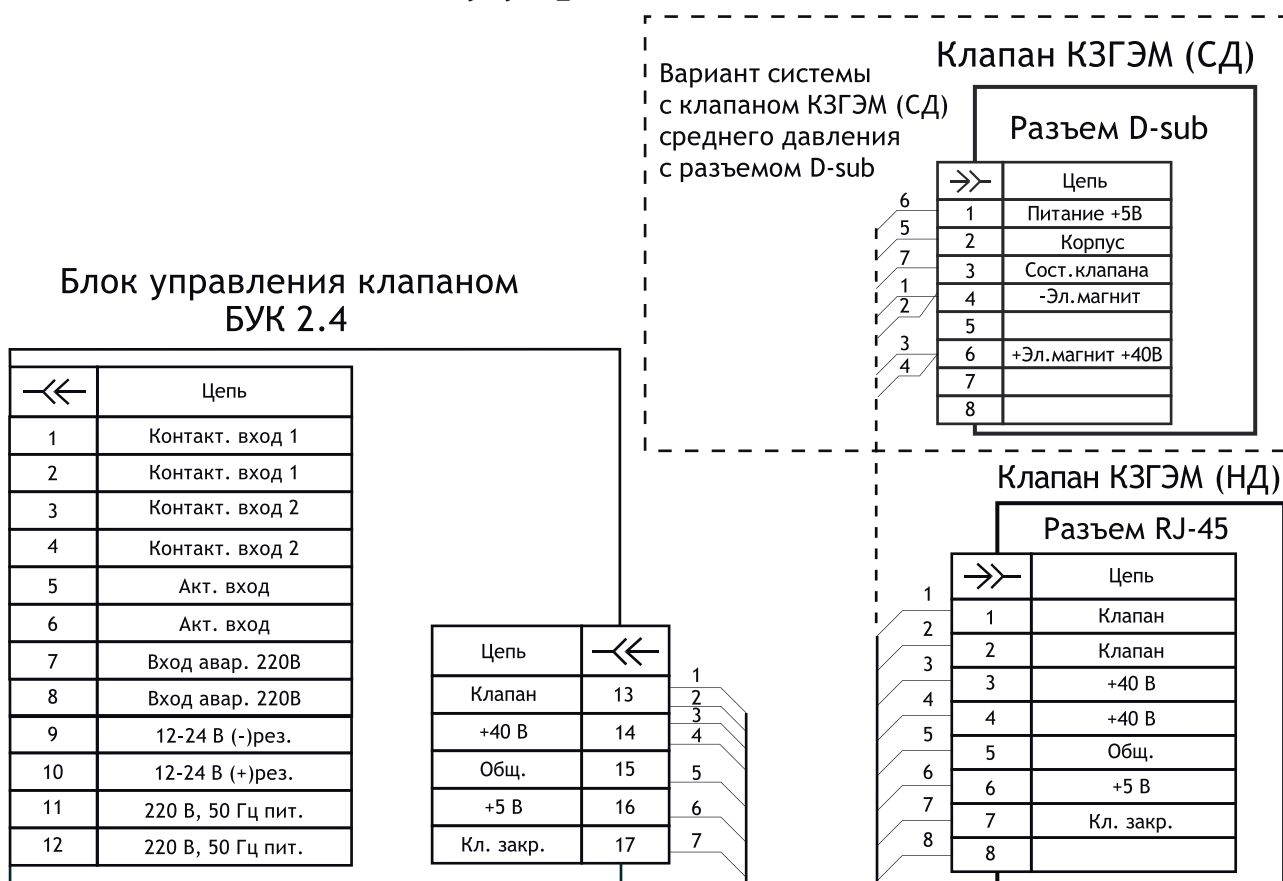 Клапан КЗГЭМ (СД)
Вариант системы
с клапаном КЗГЭМ (СД)
среднего давления
с разъемом D-sub
Разъем D-sub
Цепь
6
1 Питание +5В
5
2 Корпус
7
3 Сост.клапана
1
4 -Эл.магнит
2
5
3
6 +Эл.магнит +40В
4
7
8
Блок управления клапаном
БУК 2.4
Цепь
1 Контакт. вход 1
2 Контакт. вход 1
3 Контакт. вход 2
4 Контакт. вход 2
5 Акт. вход
6 Акт. вход
7 Вход авар. 220В
8 Вход авар. 220В
9 12-24 В (-)рез.
10 12-24 В (+)рез.
11 220 В, 50 Гц пит.
12 220 В, 50 Гц пит.
Цепь
Клапан 13
+40 В 14
Общ. 15
+5 В 16
Кл. закр. 17
1
2
3
4
5
6
7
Клапан КЗГЭМ (НД)
Разъем RJ-45
Цепь
1
1 Клапан
2
2 Клапан
3
3 +40 В
4
4 +40 В
5
5 Общ.
6
6 +5 В
7
7 Кл. закр.
8
8